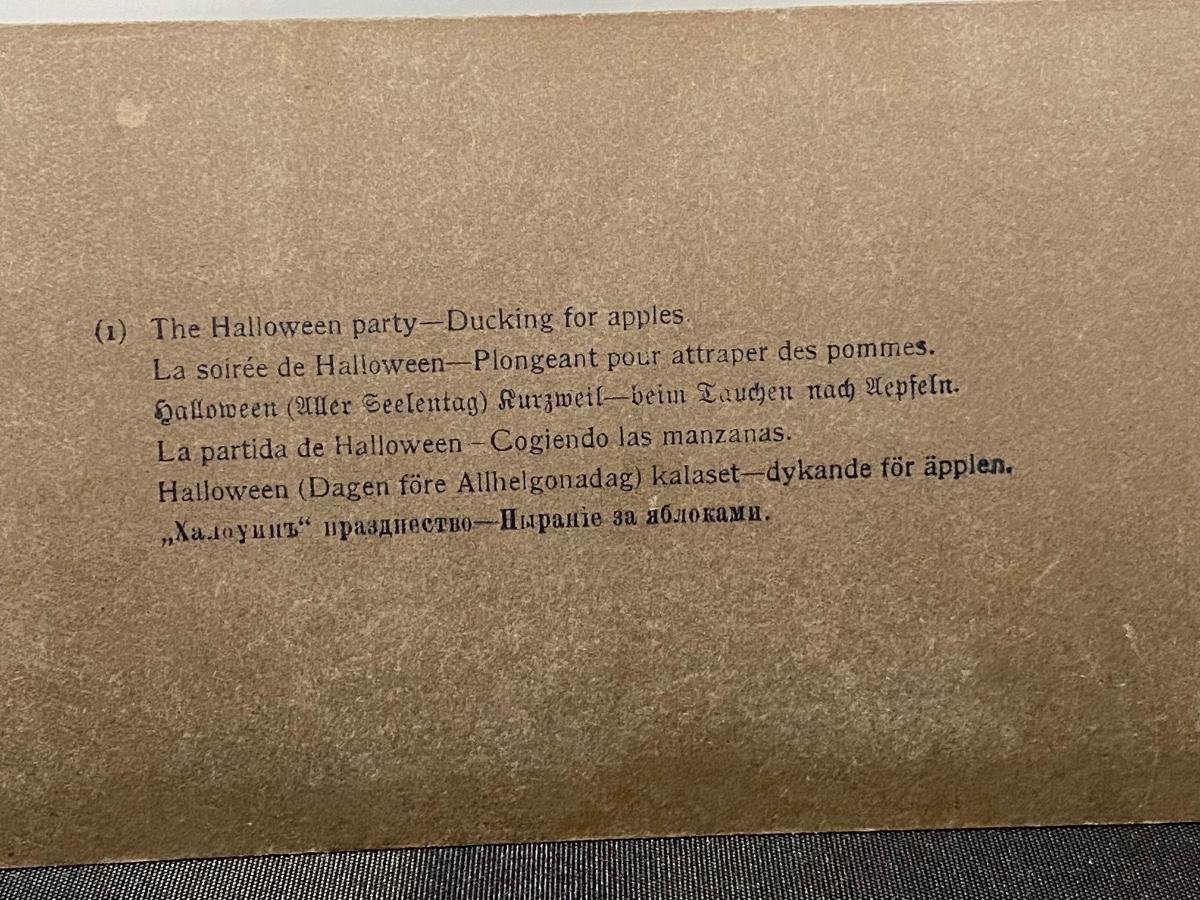 (1) The Halloween party—Ducking for apples.
La soirée de Halloween—Plongeant pour attraper des pommes.
Halloween (Aller Seelentag) Kurzweil—beim Tauchen nach Aepfeln.
La partida de Halloween—Cogiendo las manzanas.
Halloween (Dagen före Allhelgonadag) kalaset—dykande för äpplen.
„Халоуинъ“ празднество—Ныраніе за яблоками.